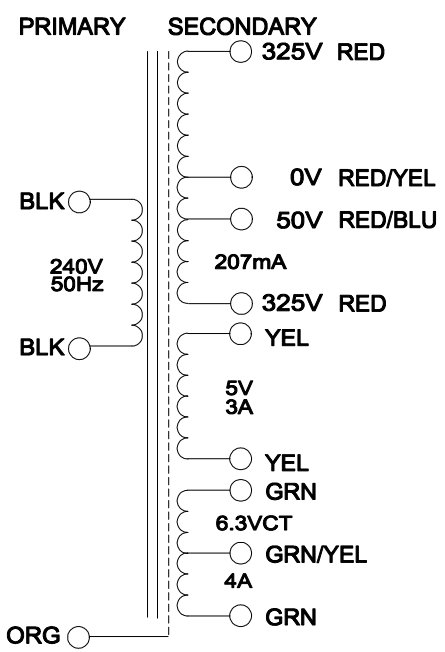 PRIMARY SECONDARY
325V RED
0V RED/YEL
BLK
50V RED/BLU
240V
50Hz
207mA
325V RED
YEL
BLK
5V
3A
YEL
GRN
6.3VCT
GRN/YEL
4A
GRN
ORG